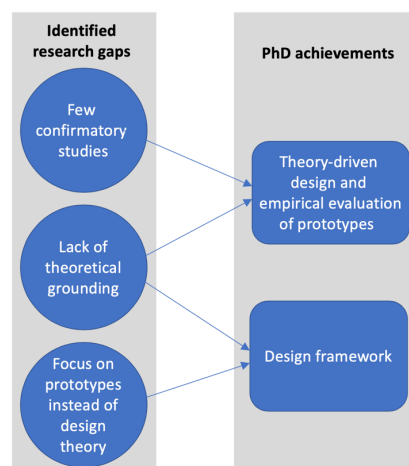 Identified
research gaps
PhD achievements
Few
confirmatory
studies
Theory-driven
design and
empirical evaluation
of prototypes
Lack of
theoretical
grounding
Design framework
Focus on
prototypes
instead of
design
theory